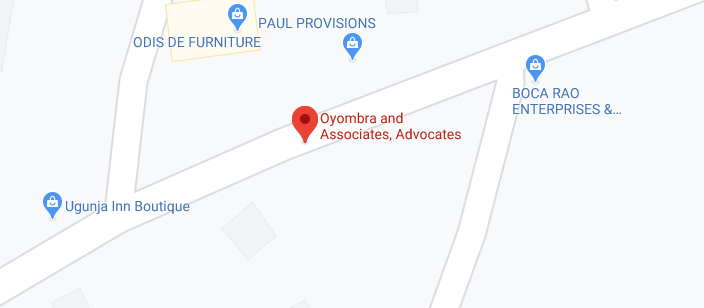 PAUL PROVISIONS
ODIS DE FURNITURE
BOCA RAO
ENTERPRISES &...
Oyombra and
Associates, Advocates
Ugunja Inn Boutique